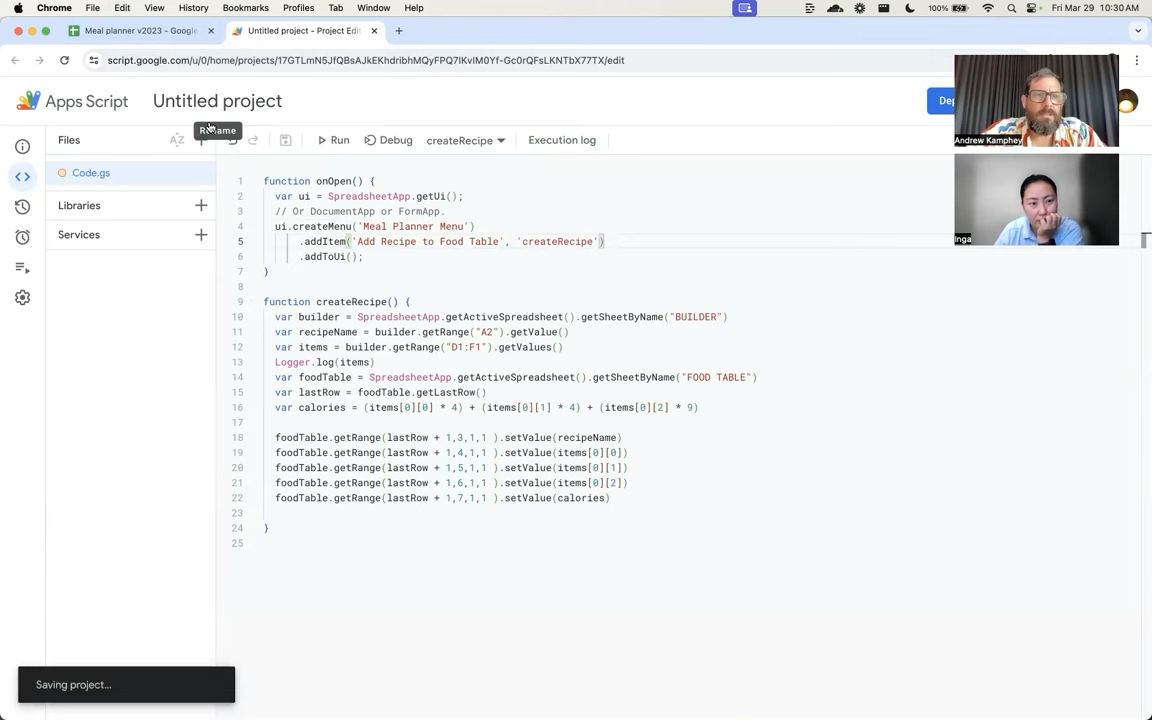 Chrome File Edit View History Bookmarks Profiles Tab Window Help 100% Fri Mar 29 10:30 AM
Meal planner v2023 - Google Untitled project - Project Edit
script.google.com/u/0/home/projects/
Apps Script Untitled project
Andrew Kamphey
Rename
Files Run Debug createRecipe Execution log
Code.gs
Libraries
Services
Inga
1 function onOpen() {
2 var ui = SpreadsheetApp.getUi();
3 // Or DocumentApp or FormApp.
4 ui.createMenu('Meal Planner Menu')
5 .addItem('Add Recipe to Food Table', 'createRecipe')
6 .addToUi();
7 }
8
9 function createRecipe() {
10 var builder = SpreadsheetApp.getActiveSpreadsheet().getSheetByName("BUILDER")
11 var recipeName = builder.getRange("A2").getValue()
12 var items = builder.getRange("D1:F1").getValues()
13 Logger.log(items)
14 var foodTable = SpreadsheetApp.getActiveSpreadsheet().getSheetByName("FOOD TABLE")
15 var lastRow = foodTable.getLastRow()
16 var calories = (items[0][0] * 4) + (items[0][1] * 4) + (items[0][2] * 9)
17
18 foodTable.getRange(lastRow + 1,3,1,1 ).setValue(recipeName)
19 foodTable.getRange(lastRow + 1,4,1,1 ).setValue(items[0][0])
20 foodTable.getRange(lastRow + 1,5,1,1 ).setValue(items[0][1])
21 foodTable.getRange(lastRow + 1,6,1,1 ).setValue(items[0][2])
22 foodTable.getRange(lastRow + 1,7,1,1 ).setValue(calories)
23
24 }
25
Saving project...